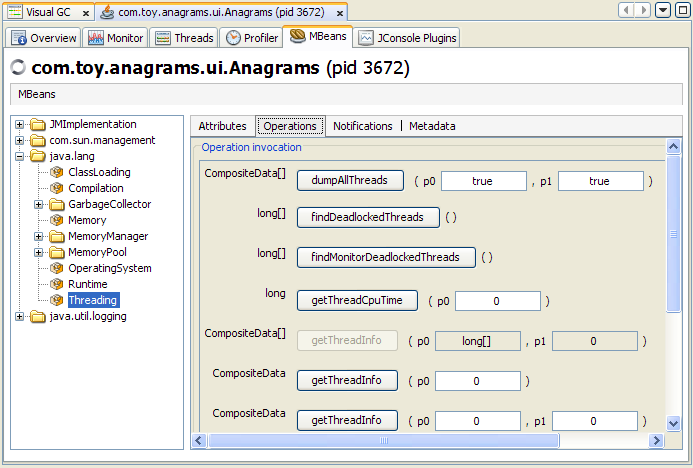 Visual GC x com.toy.anagrams.ui.Anagrams (pid 3672) x
Overview Monitor Threads Profiler MBeans JConsole Plugins
com.toy.anagrams.ui.Anagrams (pid 3672)
MBeans
JMImplementation
com.sun.management
java.lang
ClassLoading
Compilation
GarbageCollector
Memory
MemoryManager
MemoryPool
OperatingSystem
Runtime
Threading
java.util.logging
Attributes Operations Notifications Metadata
Operation invocation
CompositeData[] dumpAllThreads ( p0 true , p1 true )
long[] findDeadlockedThreads ( )
long[] findMonitorDeadlockedThreads ( )
long getThreadCpuTime ( p0 0 )
CompositeData[] getThreadInfo ( p0 long[] , p1 0 )
CompositeData getThreadInfo ( p0 0 )
CompositeData getThreadInfo ( p0 0 , p1 0 )